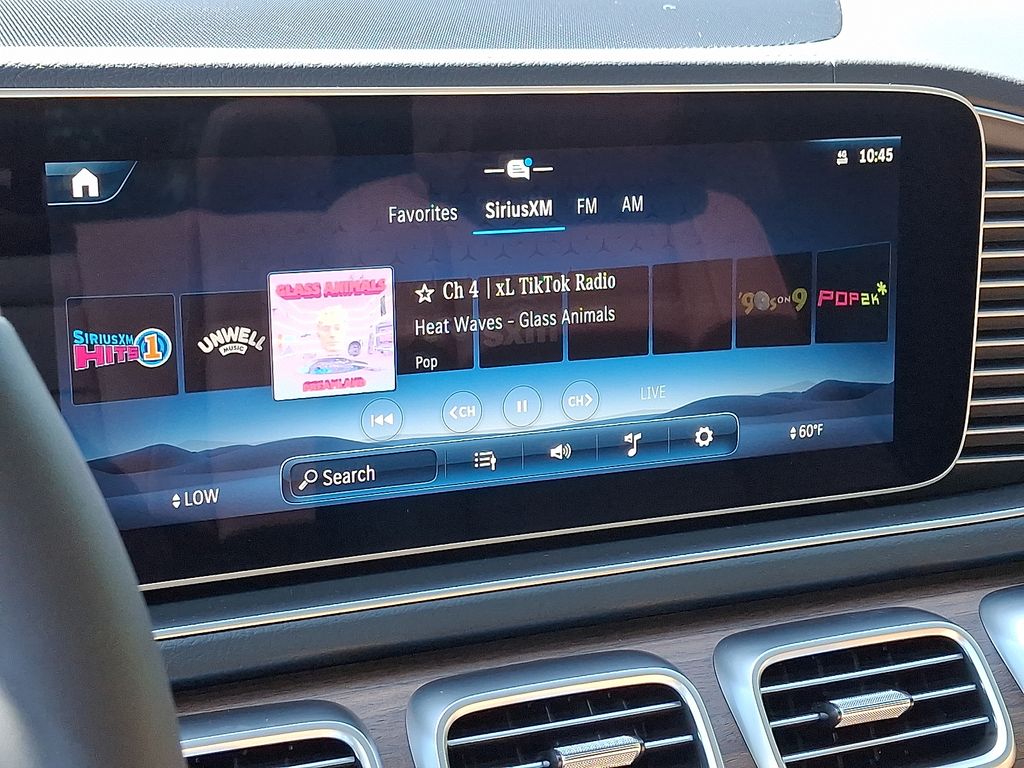 4G
10:45
Favorites SiriusXM FM AM
SIRIUSXM
HITS 1
UNWELL
MUSIC
GLASS ANIMALS
DREAMLAND
Ch 4 | xL TikTok Radio
Heat Waves - Glass Animals
Pop
'90s ON 9
POP2K*
<CH
CH>
LIVE
LOW
Search
60°F